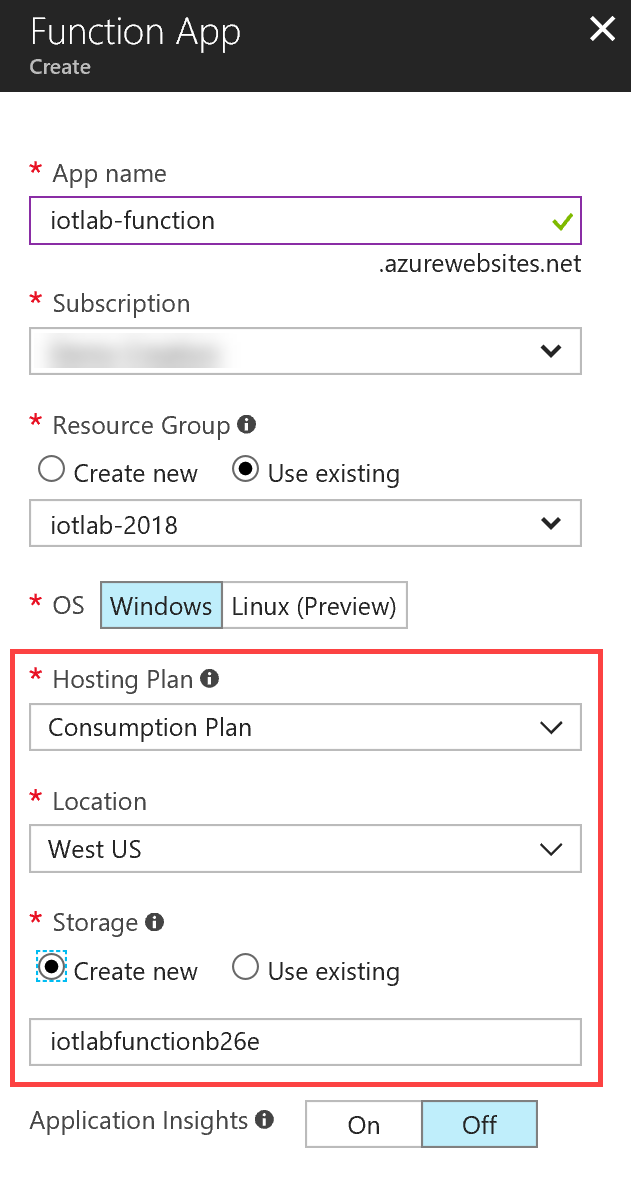 Function App
Create
* App name
iotlab-function
.azurewebsites.net
* Subscription
* Resource Group
Create new Use existing
iotlab-2018
* OS Windows Linux (Preview)
* Hosting Plan
Consumption Plan
* Location
West US
* Storage
Create new Use existing
iotlabfunctionb26e
Application Insights On Off